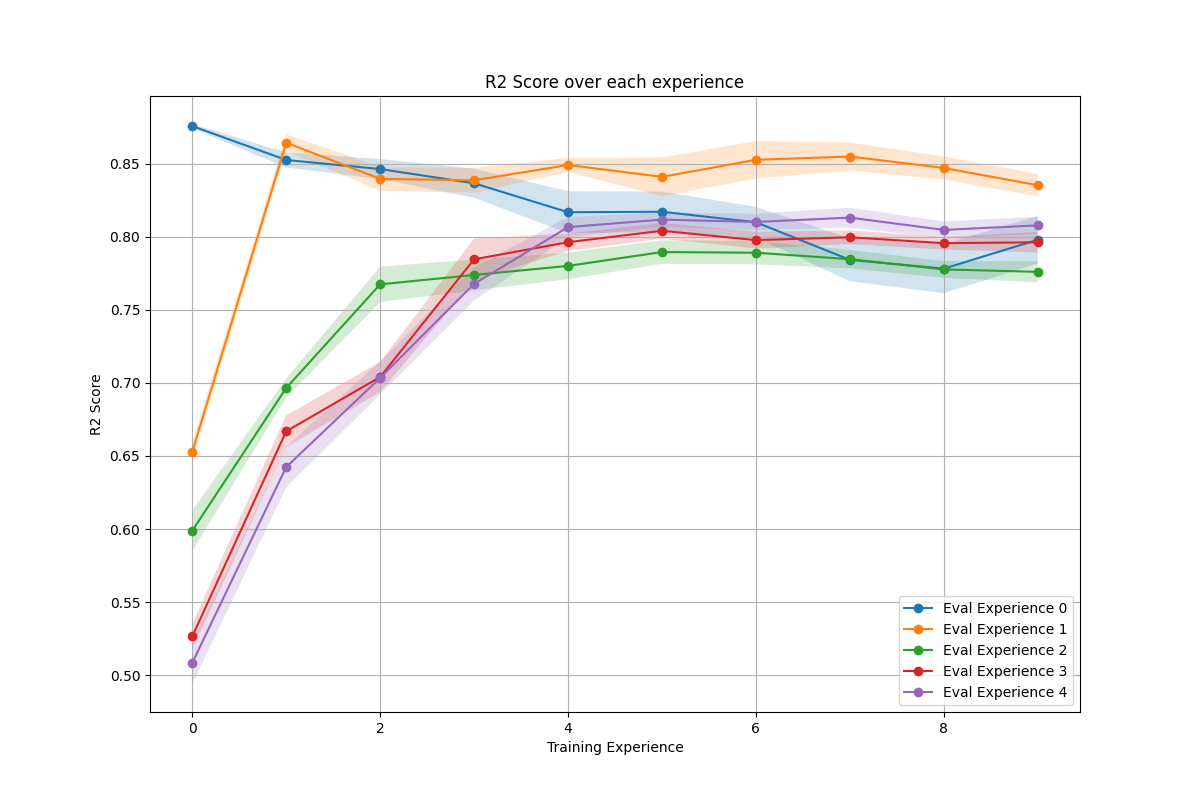 R2 Score over each experience
R2 Score
0.85
0.80
0.75
0.70
0.65
0.60
0.55
0.50
0 2 4 6 8
Training Experience
Eval Experience 0
Eval Experience 1
Eval Experience 2
Eval Experience 3
Eval Experience 4